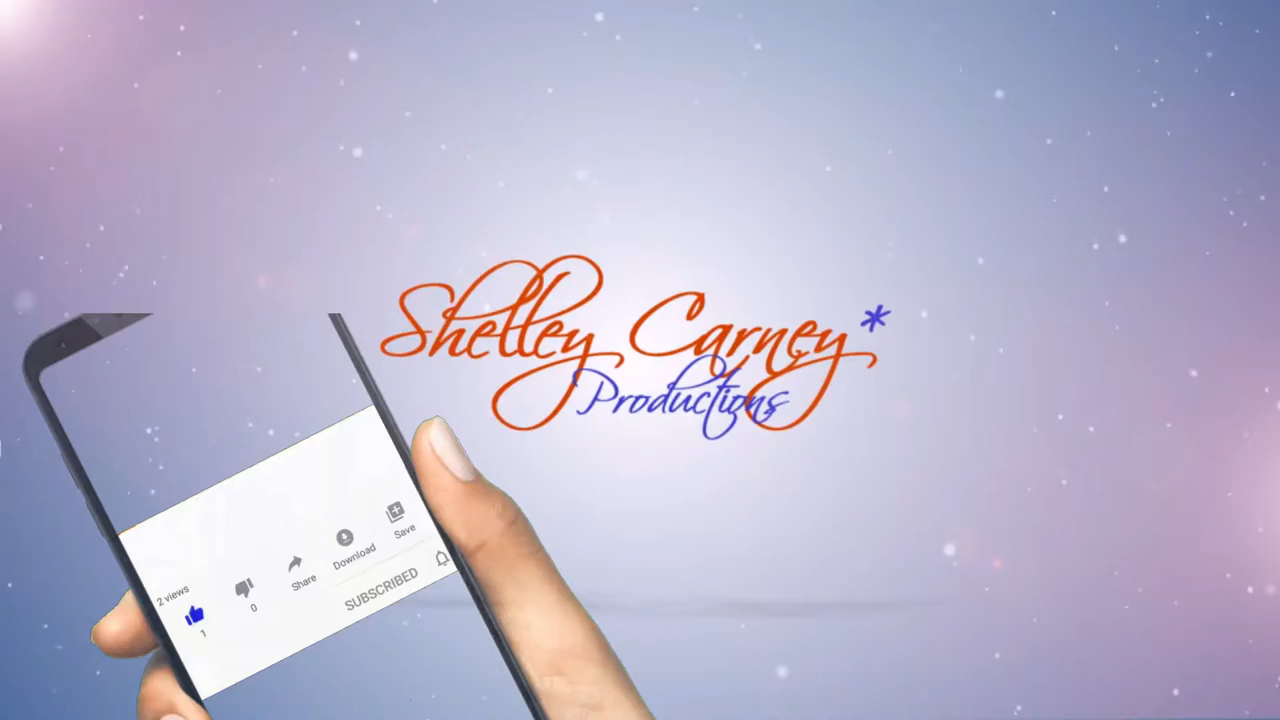 Shelley Carney*
Productions
2 views
1
0
Share
Download
Save
SUBSCRIBED